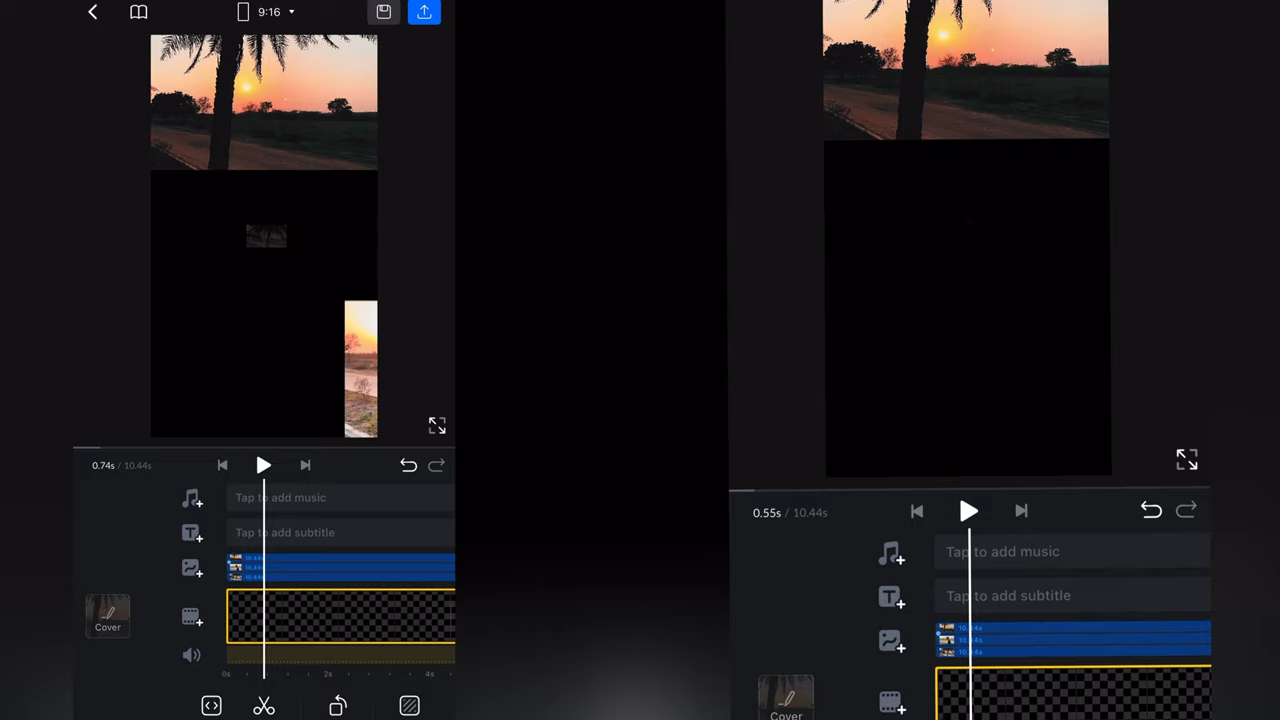 9:16
0.74s / 10.44s
Tap to add music
Tap to add subtitle
Cover
0s
2s
4s
0.55s / 10.44s
Tap to add music
Tap to add subtitle
Cover